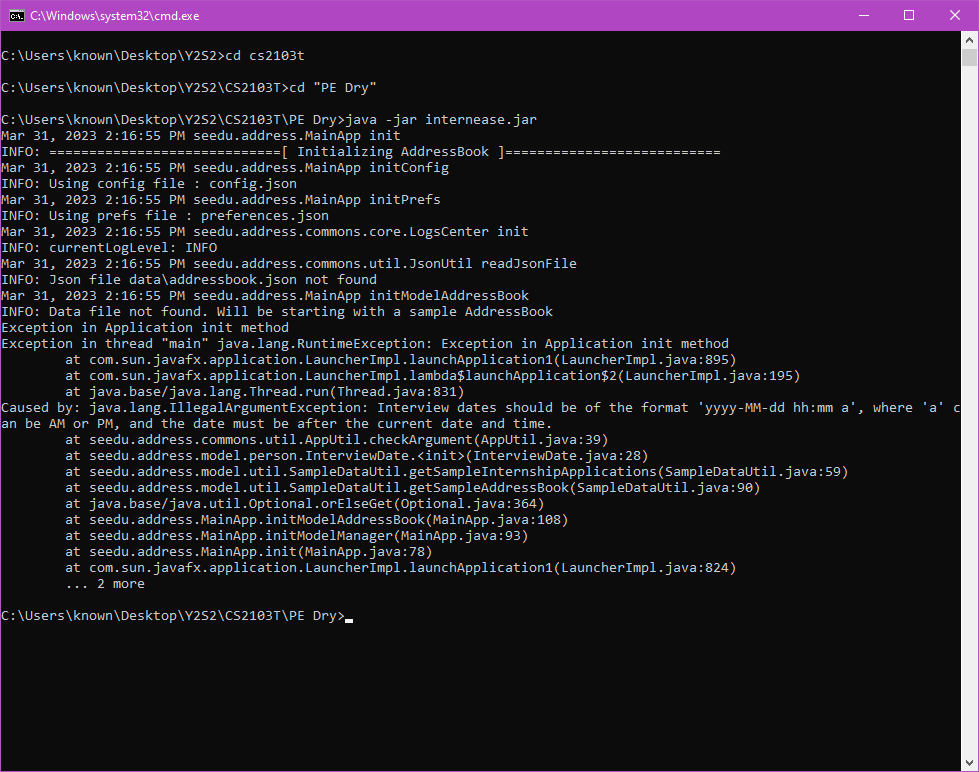 C:\Windows\system32\cmd.exe
C:\Users\known\Desktop\Y2S2>cd cs2103t
C:\Users\known\Desktop\Y2S2\CS2103T>cd "PE Dry"
C:\Users\known\Desktop\Y2S2\CS2103T\PE Dry>java -jar internease.jar
Mar 31, 2023 2:16:55 PM seedu.address.MainApp init
INFO: =============================[ Initializing AddressBook ]===========================
Mar 31, 2023 2:16:55 PM seedu.address.MainApp initConfig
INFO: Using config file : config.json
Mar 31, 2023 2:16:55 PM seedu.address.MainApp initPrefs
INFO: Using prefs file : preferences.json
Mar 31, 2023 2:16:55 PM seedu.address.commons.core.LogsCenter init
INFO: currentLogLevel: INFO
Mar 31, 2023 2:16:55 PM seedu.address.commons.util.JsonUtil readJsonFile
INFO: Json file data\addressbook.json not found
Mar 31, 2023 2:16:55 PM seedu.address.MainApp initModelAddressBook
INFO: Data file not found. Will be starting with a sample AddressBook
Exception in Application init method
Exception in thread "main" java.lang.RuntimeException: Exception in Application init method
        at com.sun.javafx.application.LauncherImpl.launchApplication1(LauncherImpl.java:895)
        at com.sun.javafx.application.LauncherImpl.lambda$launchApplication$2(LauncherImpl.java:195)
        at java.base/java.lang.Thread.run(Thread.java:831)
Caused by: java.lang.IllegalArgumentException: Interview dates should be of the format 'yyyy-MM-dd hh:mm a', where 'a' c
an be AM or PM, and the date must be after the current date and time.
        at seedu.address.commons.util.AppUtil.checkArgument(AppUtil.java:39)
        at seedu.address.model.person.InterviewDate.<init>(InterviewDate.java:28)
        at seedu.address.model.util.SampleDataUtil.getSampleInternshipApplications(SampleDataUtil.java:59)
        at seedu.address.model.util.SampleDataUtil.getSampleAddressBook(SampleDataUtil.java:90)
        at java.base/java.util.Optional.orElseGet(Optional.java:364)
        at seedu.address.MainApp.initModelAddressBook(MainApp.java:108)
        at seedu.address.MainApp.initModelManager(MainApp.java:93)
        at seedu.address.MainApp.init(MainApp.java:78)
        at com.sun.javafx.application.LauncherImpl.launchApplication1(LauncherImpl.java:824)
        ... 2 more
C:\Users\known\Desktop\Y2S2\CS2103T\PE Dry>